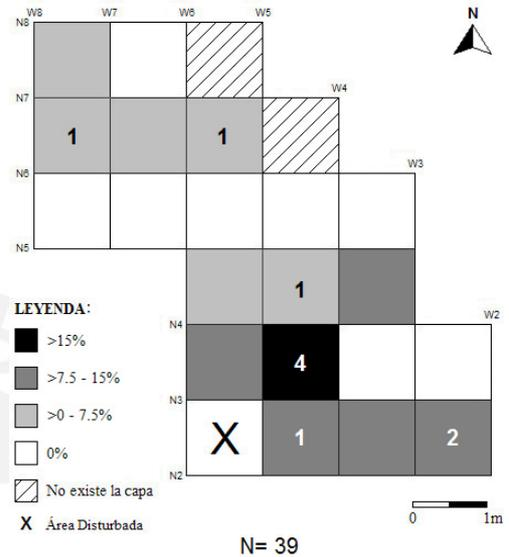 W8 W7 W6 W5
N
N8
W4
N7
1 1
W3
N6
N5
1
LEYENDA:
W2
N4
>15%
4
>7.5 - 15%
N3
>0 - 7.5%
X 1 2
0%
N2
No existe la capa
X Área Disturbada
0 1m
N= 39